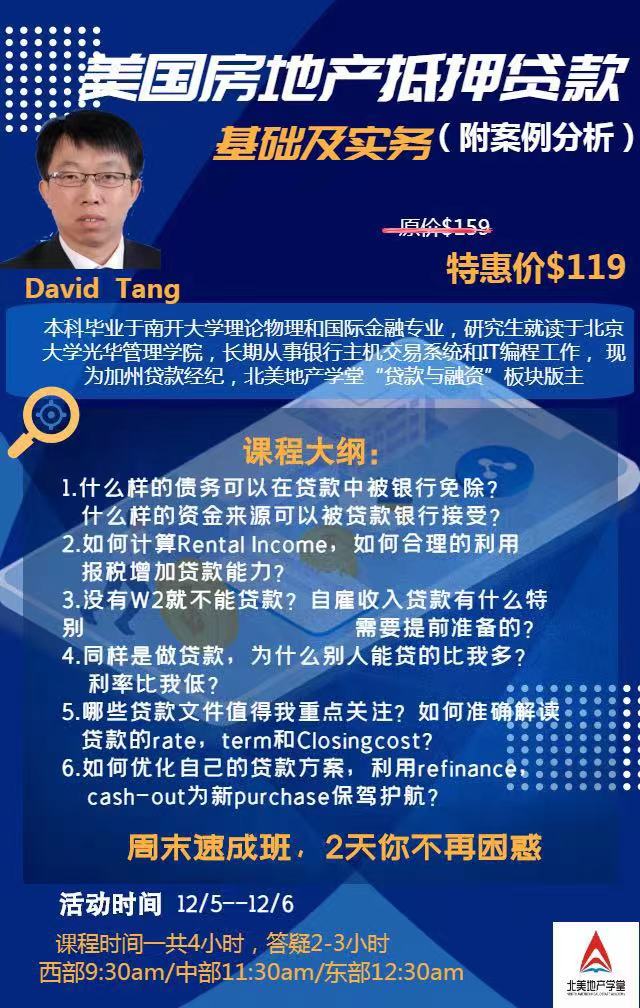 美国房地产抵押贷款
基础及实务(附案例分析)
原价$159
特惠价$119
David Tang
本科毕业于南开大学理论物理和国际金融专业，研究生就读于北京
大学光华管理学院，长期从事银行主机交易系统和IT编程工作， 现
为加州贷款经纪，北美地产学堂“贷款与融资”板块版主
课程大纲：
1.什么样的债务可以在贷款中被银行免除？
什么样的资金来源可以被贷款银行接受？
2.如何计算Rental Income，如何合理的利用
报税增加贷款能力？
3.没有W2就不能贷款？自雇收入贷款有什么特
别 需要提前准备的？
4.同样是做贷款，为什么别人能贷的比我多？
利率比我低？
5.哪些贷款文件值得我重点关注？如何准确解读
贷款的rate，term和Closingcost？
6.如何优化自己的贷款方案，利用refinance，
cash-out为新purchase保驾护航？
周末速成班，2天你不再困惑
活动时间 12/5--12/6
课程时间一共4小时，答疑2-3小时
西部9:30am/中部11:30am/东部12:30am
北美地产学堂